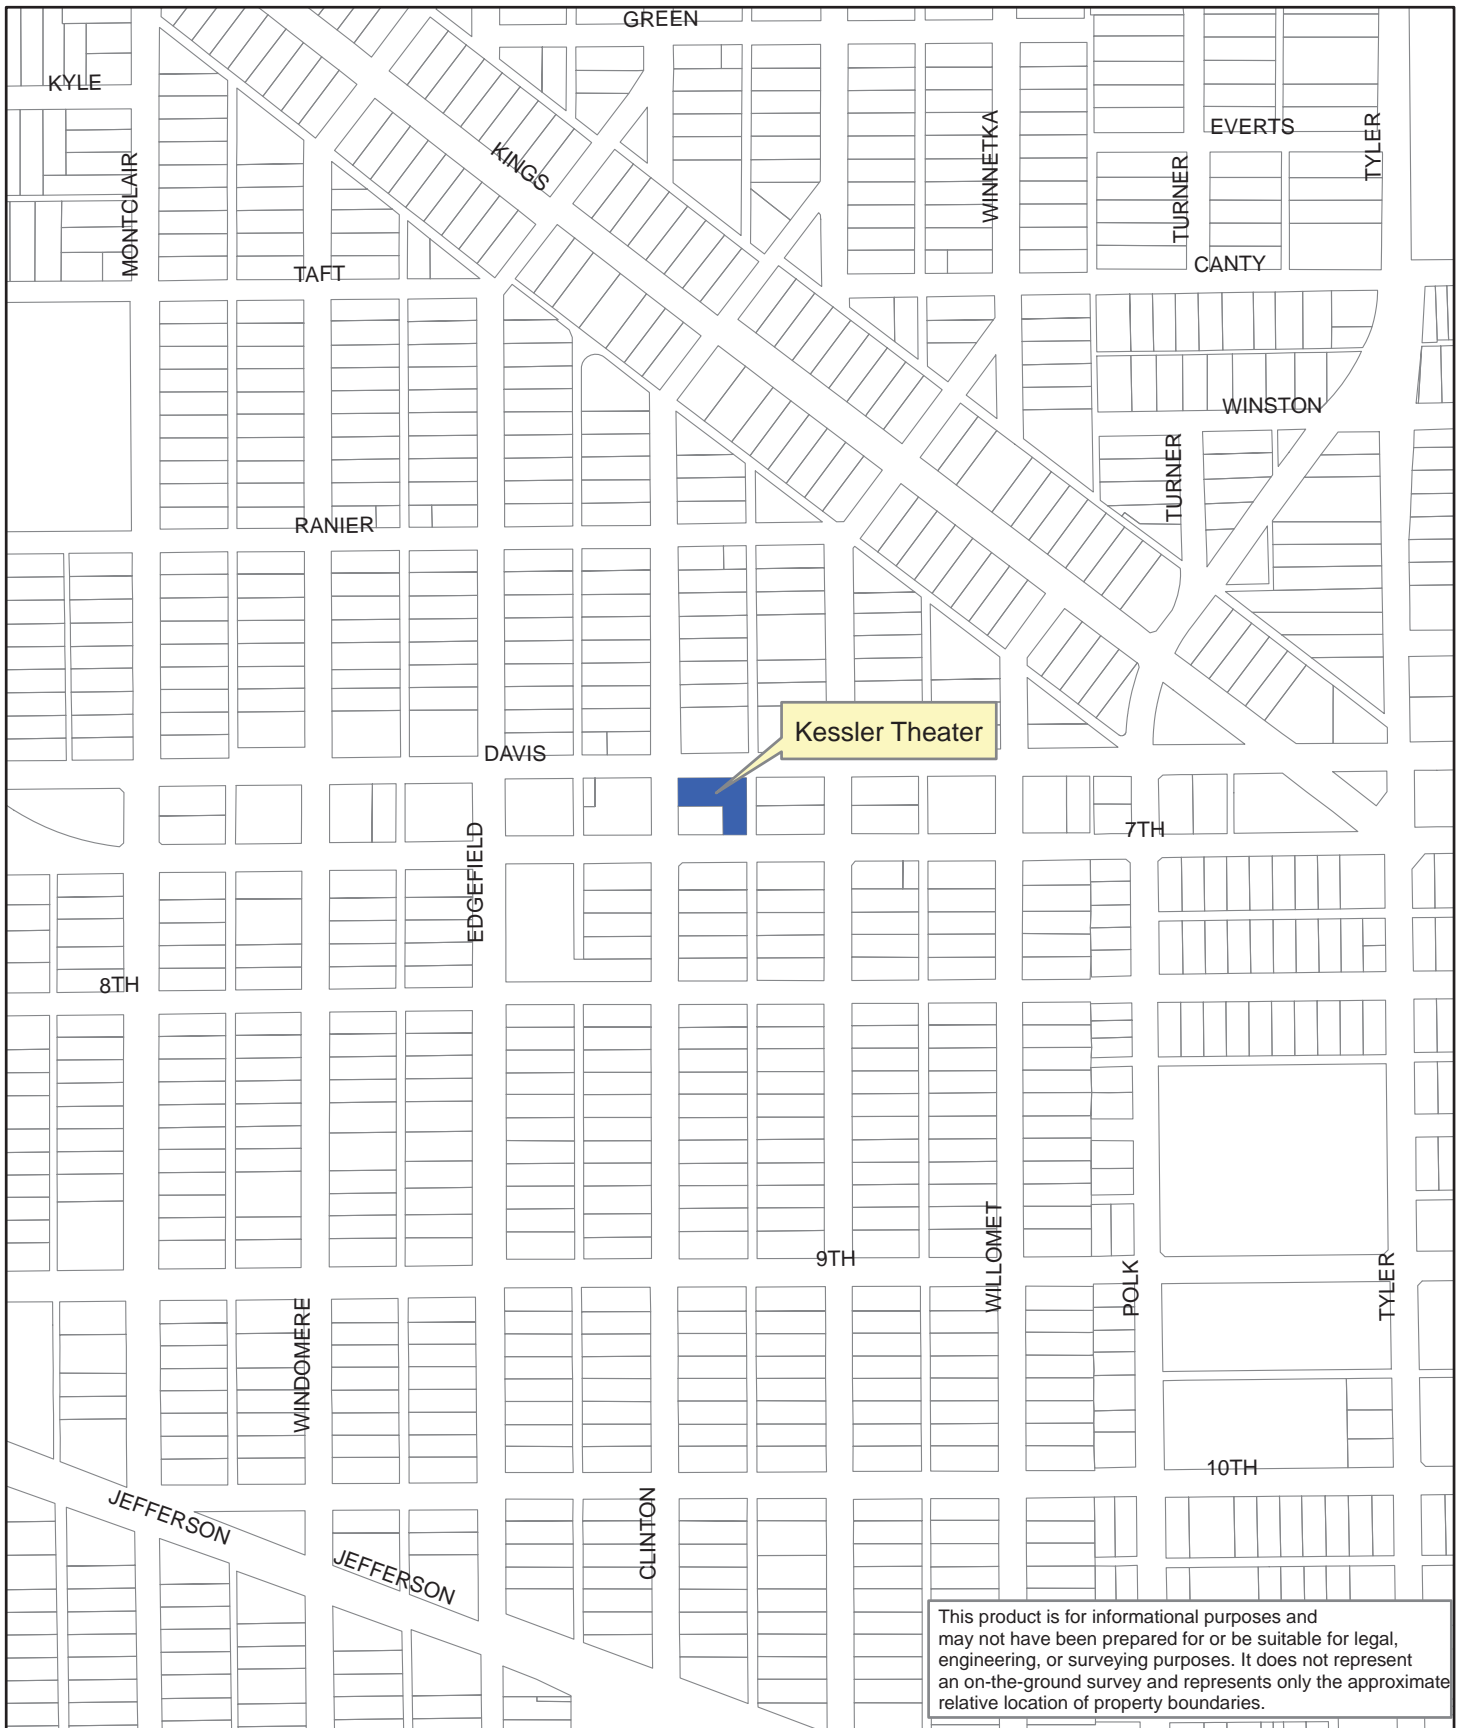 GREEN
KYLE
KINGS
WINNETKA
EVERTS
TYLER
MONTCLAIR
TURNER
TAFT
CANTY
WINSTON
TURNER
RANIER
Kessler Theater
DAVIS
EDGEFIELD
7TH
8TH
9TH
WILLOMET
POLK
TYLER
WINDOMERE
10TH
JEFFERSON
CLINTON
JEFFERSON
This product is for informational purposes and
may not have been prepared for or be suitable for legal,
engineering, or surveying purposes. It does not represent
an on-the-ground survey and represents only the approximate
relative location of property boundaries.